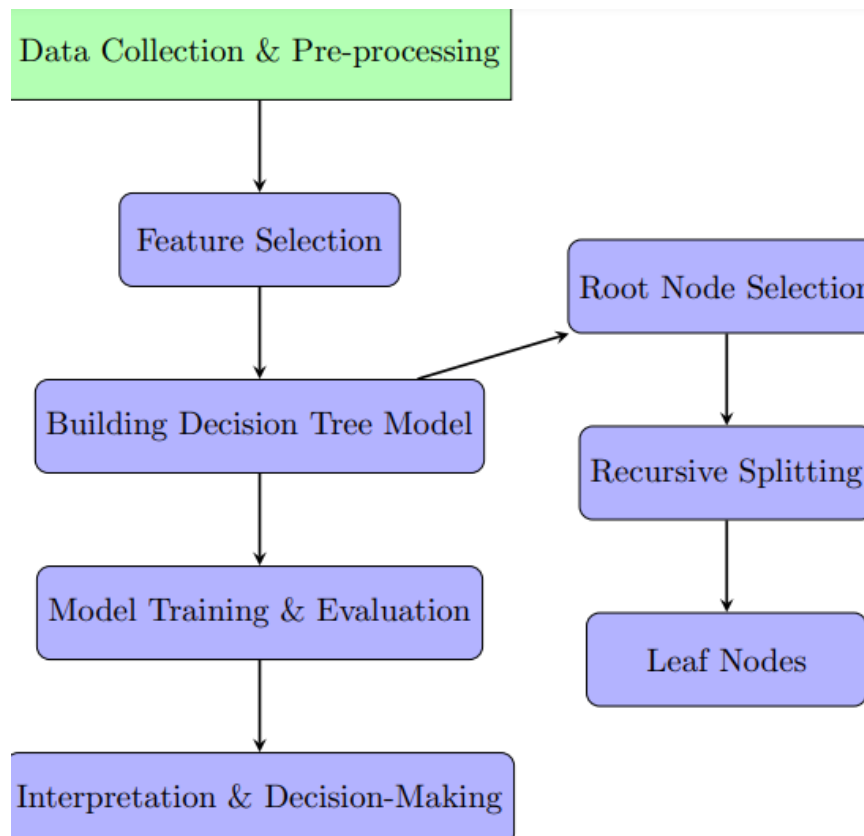 Data Collection & Pre-processing
Feature Selection
Building Decision Tree Model
Model Training & Evaluation
Interpretation & Decision-Making
Root Node Selection
Recursive Splitting
Leaf Nodes